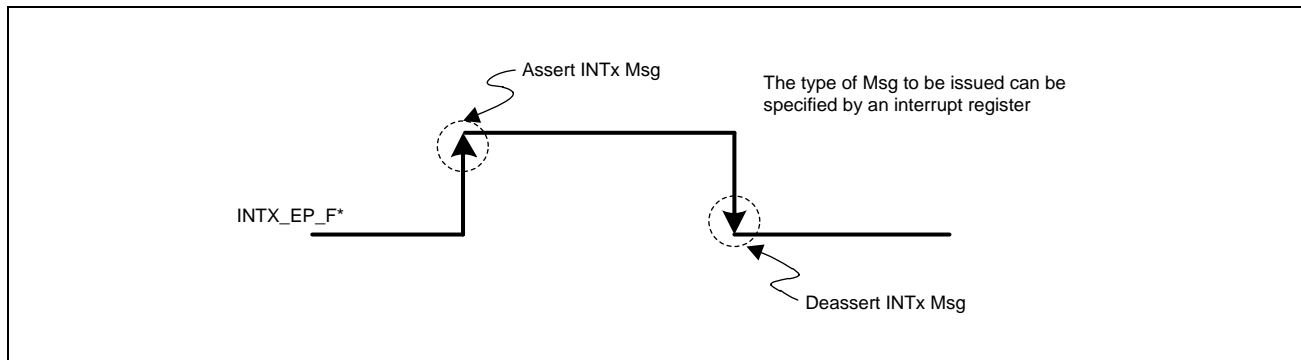 Assert INTx Msg
The type of Msg to be issued can be
specified by an interrupt register
INTX_EP_F*
Deassert INTx Msg